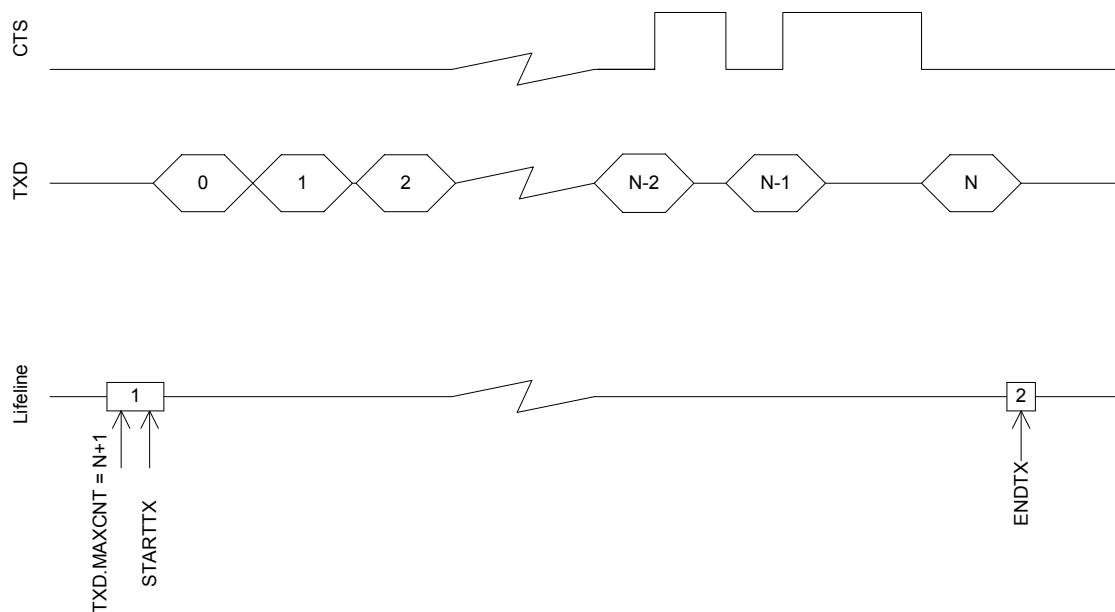 CTS
TXD
0
1
2
N-2
N-1
N
Lifeline
1
2
TXD.MAXCNT = N+1
STARTTX
ENDTX